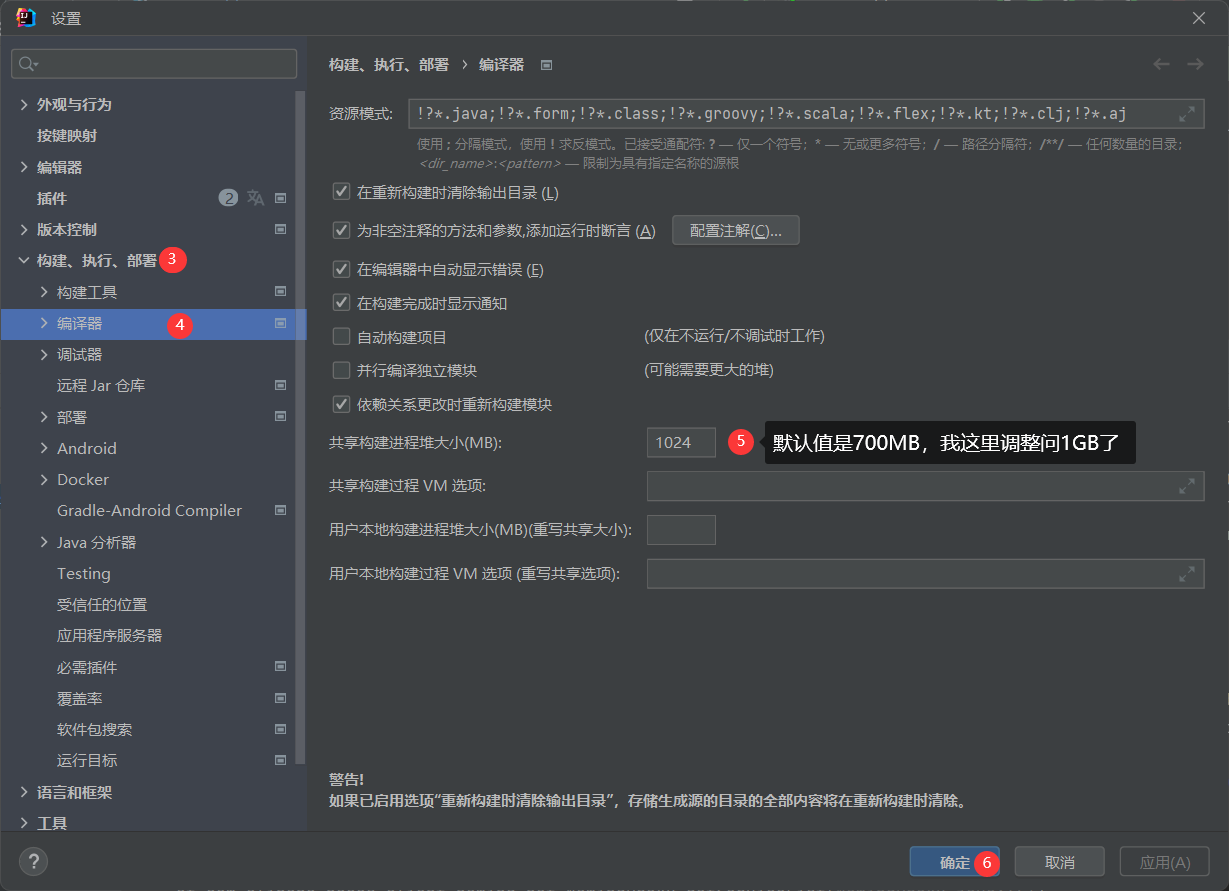 设置
构建、执行、部署 › 编译器
外观与行为
按键映射
编辑器
插件 2
版本控制
构建、执行、部署 3
构建工具
编译器 4
调试器
远程 Jar 仓库
部署
Android
Docker
Gradle-Android Compiler
Java 分析器
Testing
受信任的位置
应用程序服务器
必需插件
覆盖率
软件包搜索
运行目标
语言和框架
工具
资源模式: !?*.java;!?*.form;!?*.class;!?*.groovy;!?*.scala;!?*.flex;!?*.kt;!?*.clj;!?*.aj
使用 ; 分隔模式，使用 ! 求反模式。已接受通配符: ? — 仅一个符号；* — 无或更多符号；/ — 路径分隔符；/**/ — 任何数量的目录；
<dir_name>:<pattern> — 限制为具有指定名称的源根
在重新构建时清除输出目录 (L)
为非空注释的方法和参数,添加运行时断言 (A) 配置注解(C)...
在编辑器中自动显示错误 (E)
在构建完成时显示通知
自动构建项目 (仅在不运行/不调试时工作)
并行编译独立模块 (可能需要更大的堆)
依赖关系更改时重新构建模块
共享构建进程堆大小(MB): 1024 5 默认值是700MB，我这里调整问1GB了
共享构建过程 VM 选项:
用户本地构建进程堆大小(MB)(重写共享大小):
用户本地构建过程 VM 选项 (重写共享选项):
警告!
如果已启用选项“重新构建时清除输出目录”，存储生成源的目录的全部内容将在重新构建时清除。
? 确定 6 取消 应用(A)